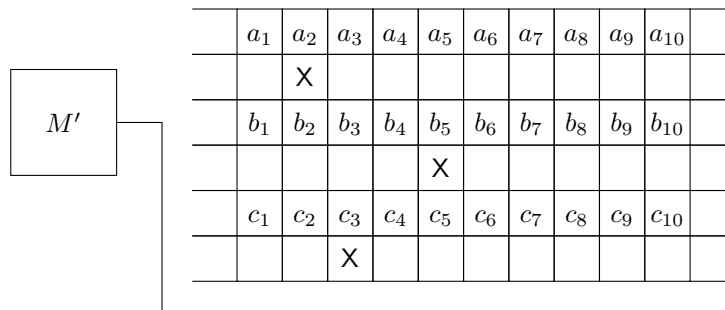 a₁ a₂ a₃ a₄ a₅ a₆ a₇ a₈ a₉ a₁₀
X
M′ b₁ b₂ b₃ b₄ b₅ b₆ b₇ b₈ b₉ b₁₀
X
c₁ c₂ c₃ c₄ c₅ c₆ c₇ c₈ c₉ c₁₀
X